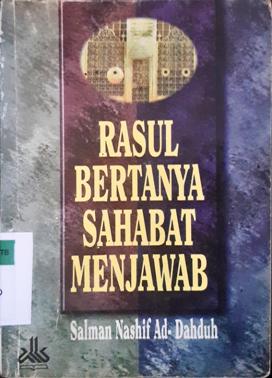 RASUL
BERTANYA
SAHABAT
MENJAWAB
Salman Nashif Ad- Dahduh